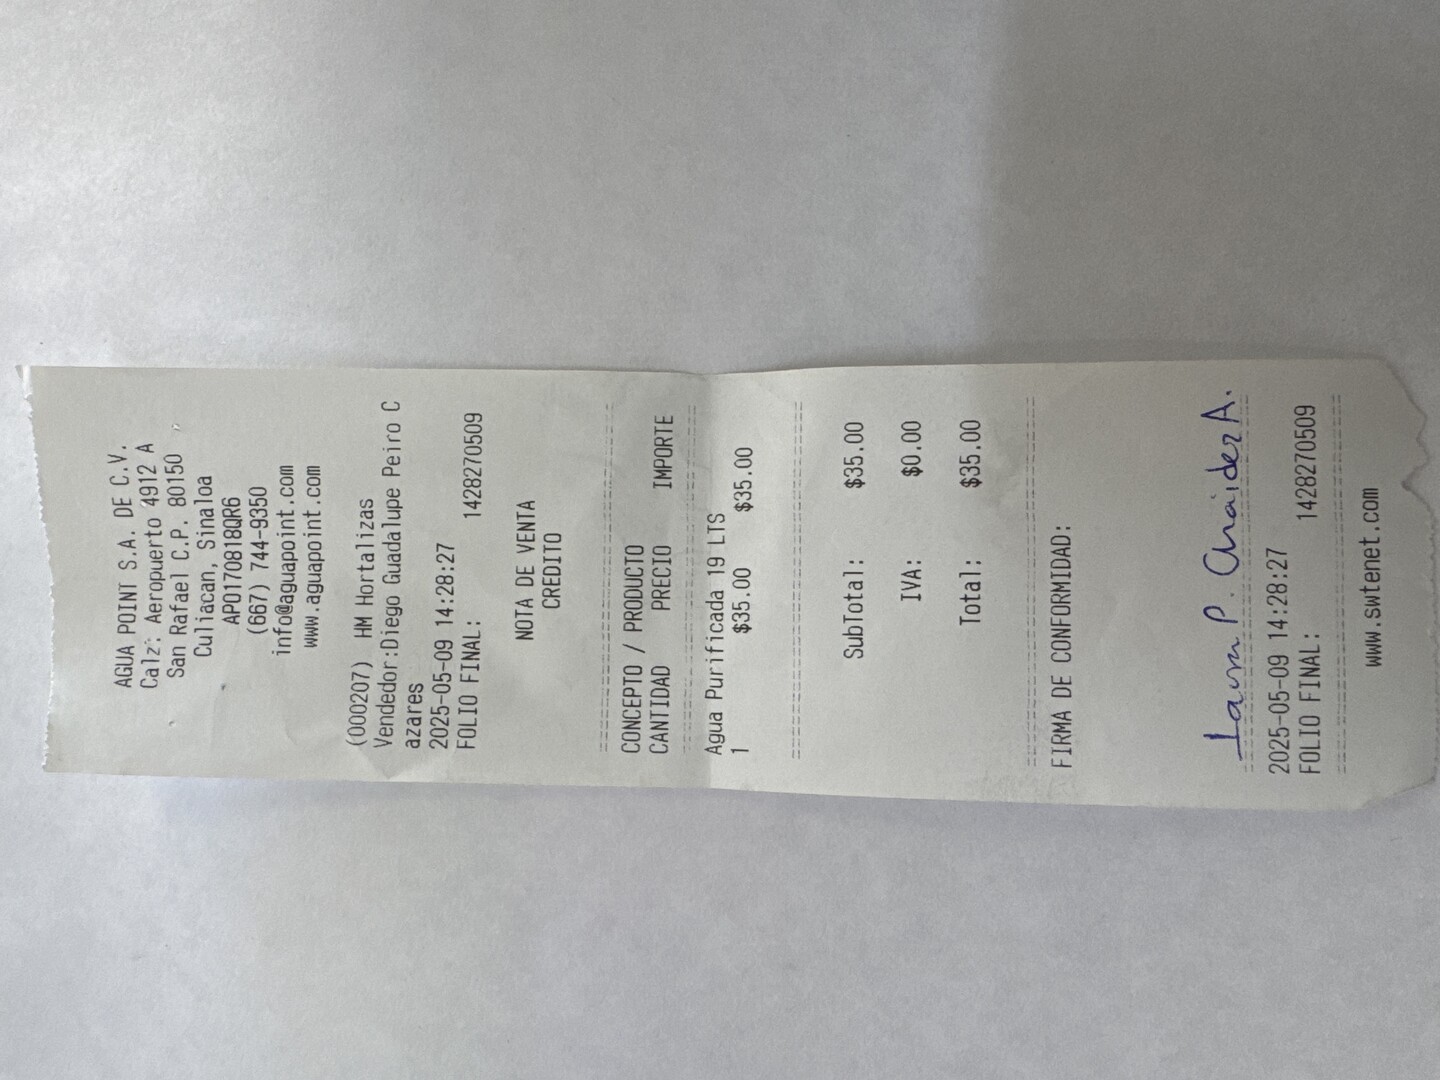 AGUA POINT S.A. DE C.V.
Calz: Aeropuerto 4912 A
San Rafael C.P. 80150
Culiacan, Sinaloa
APO170818QR6
(667) 744-9350
info@aguapoint.com
www.aguapoint.com
(000207) HM Hortalizas
Vendedor:Diego Guadalupe Peiro C
azares
2025-05-09 14:28:27
FOLIO FINAL: 1428270509
NOTA DE VENTA
CREDITO
CONCEPTO / PRODUCTO
CANTIDAD PRECIO IMPORTE
Agua Purificada 19 LTS
1 $35.00 $35.00
SubTotal: $35.00
IVA: $0.00
Total: $35.00
FIRMA DE CONFORMIDAD:
Laura P. Chaidez A.
2025-05-09 14:28:27
FOLIO FINAL: 1428270509
www.swtenet.com